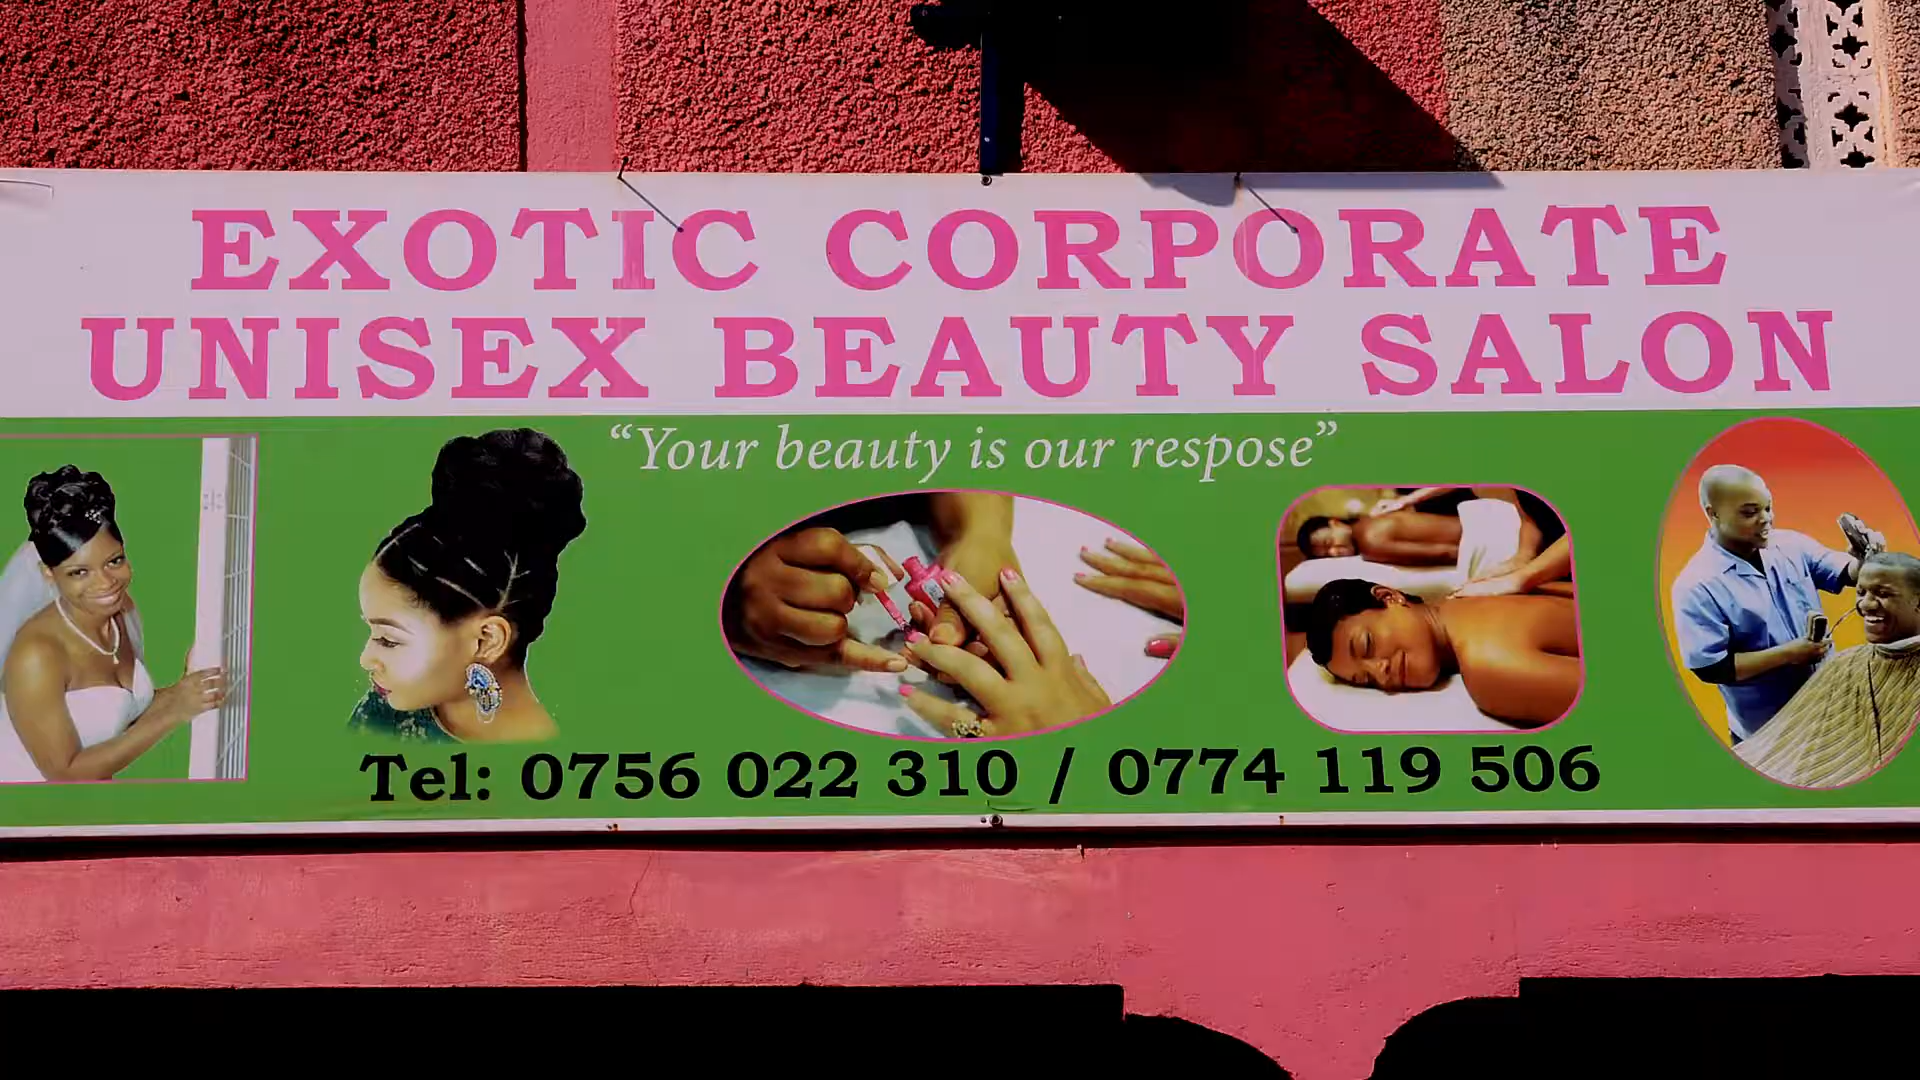 EXOTIC CORPORATE
UNISEX BEAUTY SALON
“Your beauty is our respose”
Tel: 0756 022 310 / 0774 119 506